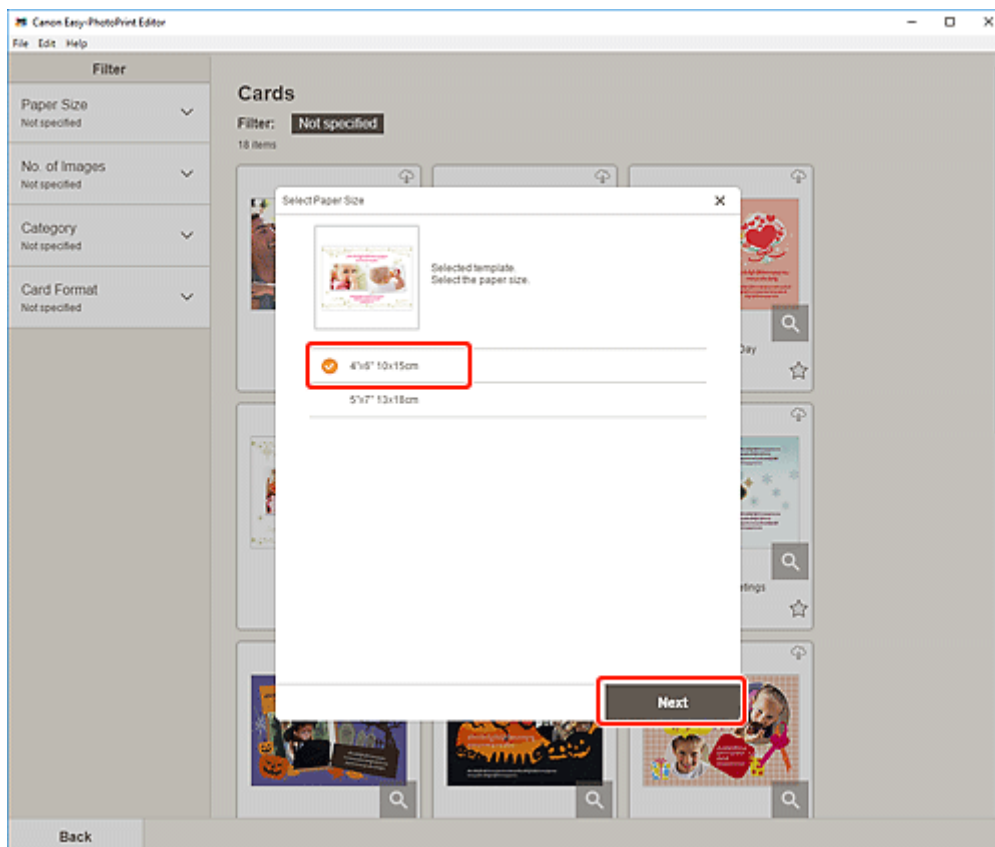 Canon Easy-PhotoPrint Editor
File Edit Help
Filter
Paper Size
Not specified
No. of Images
Not specified
Category
Not specified
Card Format
Not specified
Cards
Filter: Not specified
18 items
Select Paper Size
Selected template.
Select the paper size.
4"x6" 10x15cm
5"x7" 13x18cm
Day
etings
Next
Back